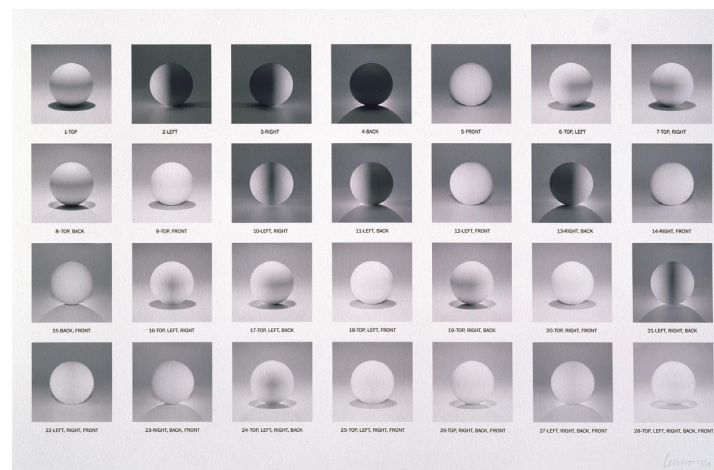 1-TOP
2-LEFT
3-RIGHT
4-BACK
5-FRONT
6-TOP, LEFT
7-TOP, RIGHT
8-TOP, BACK
9-TOP, FRONT
10-LEFT, RIGHT
11-LEFT, BACK
12-LEFT, FRONT
13-RIGHT, BACK
14-RIGHT, FRONT
15-BACK, FRONT
16-TOP, LEFT, RIGHT
17-TOP, LEFT, BACK
18-TOP, LEFT, FRONT
19-TOP, RIGHT, BACK
20-TOP, RIGHT, FRONT
21-LEFT, RIGHT, BACK
22-LEFT, RIGHT, FRONT
23-RIGHT, BACK, FRONT
24-TOP, LEFT, RIGHT, BACK
25-TOP, LEFT, RIGHT, FRONT
26-TOP, RIGHT, BACK, FRONT
27-LEFT, RIGHT, BACK, FRONT
28-TOP, LEFT, RIGHT, BACK, FRONT